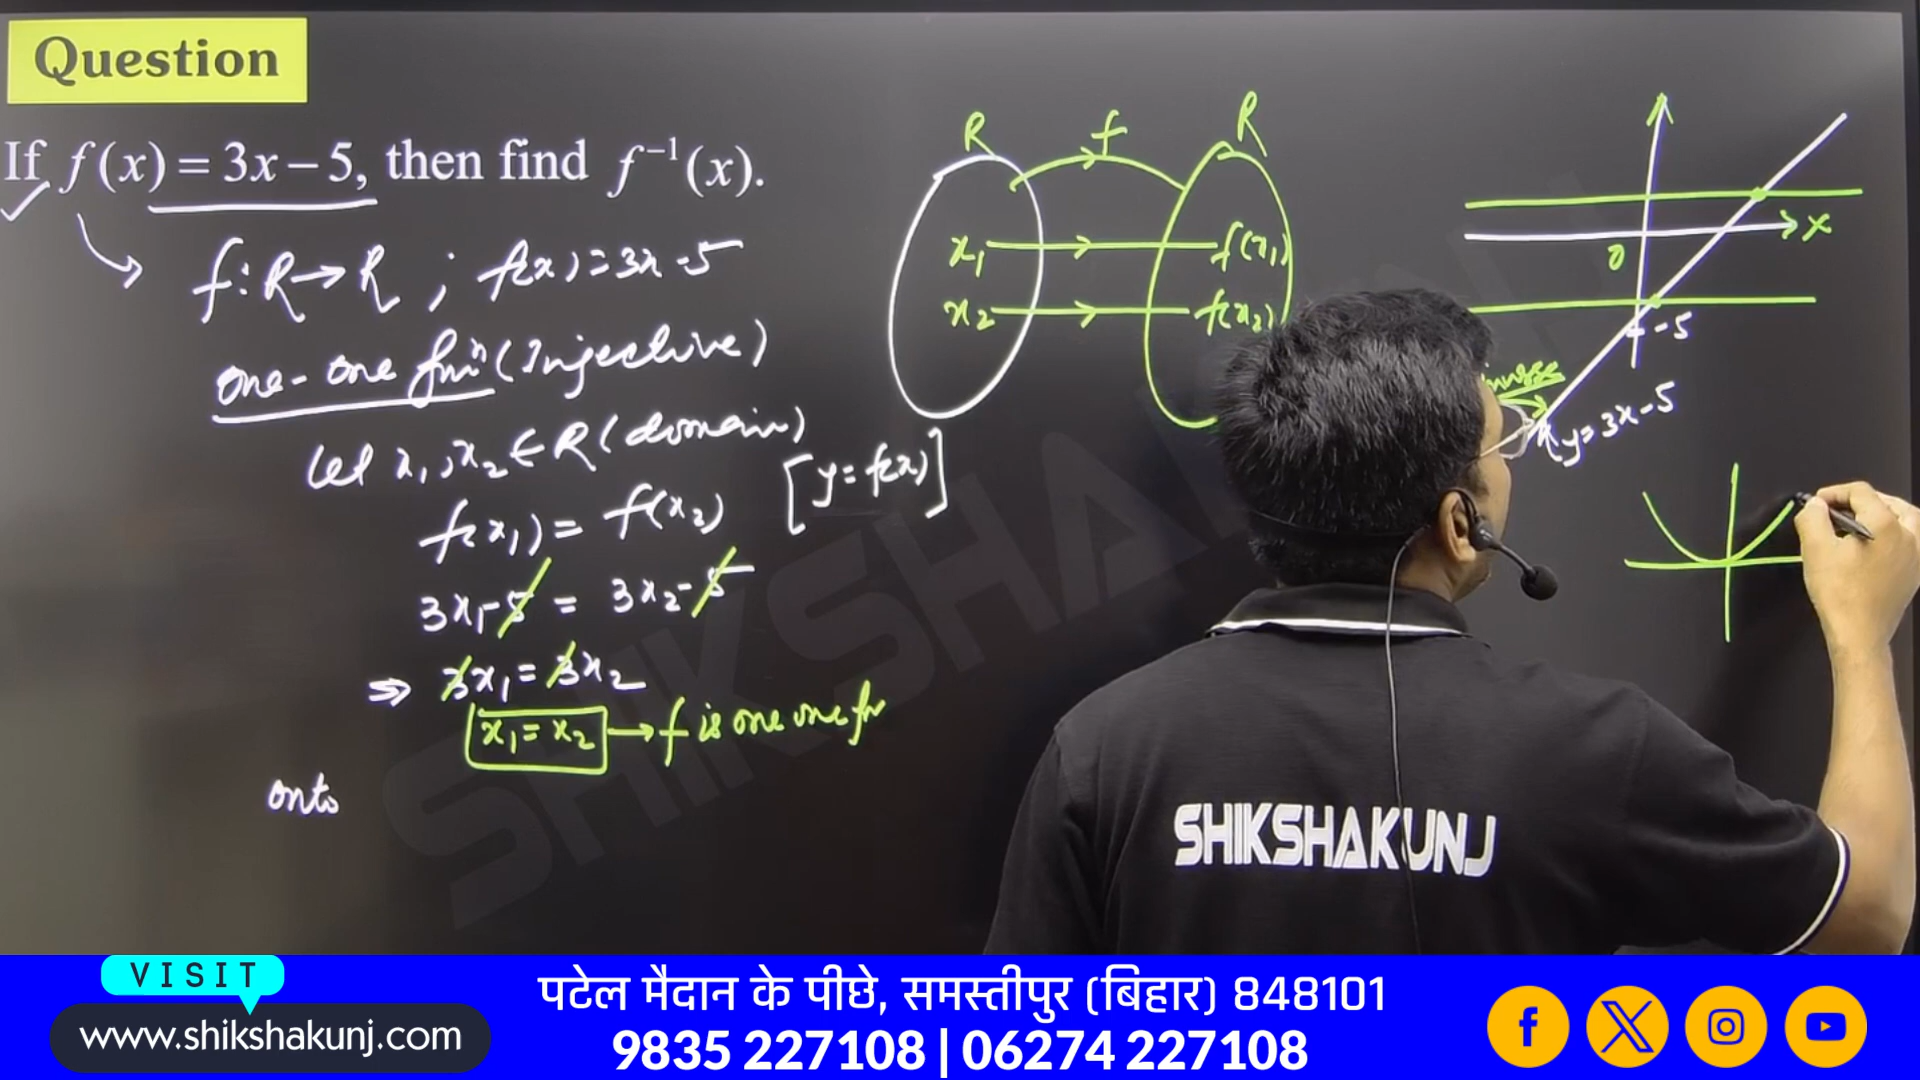 Question
If f(x) = 3x − 5, then find f⁻¹(x).
f: R → R ; f(x) = 3x - 5
one-one funⁿ (Injective)
let x₁, x₂ ∈ R (domain)
f(x₁) = f(x₂) [y = f(x)]
3x₁ - 5 = 3x₂ - 5
⇒ 3x₁ = 3x₂
x₁ = x₂ → f is one one fn
onto
R f R
x₁ f(x₁)
x₂ f(x₂)
x
0
-5
y = 3x - 5
SHIKSHAKUNJ
SHIKSHAKUNJ
VISIT
www.shikshakunj.com
पटेल मैदान के पीछे, समस्तीपुर (बिहार) 848101
9835 227108 | 06274 227108